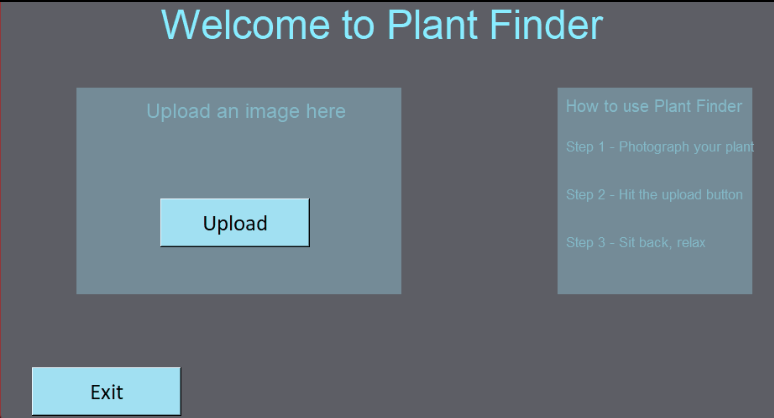 Welcome to Plant Finder
Upload an image here
Upload
How to use Plant Finder
Step 1 - Photograph your plant
Step 2 - Hit the upload button
Step 3 - Sit back, relax
Exit